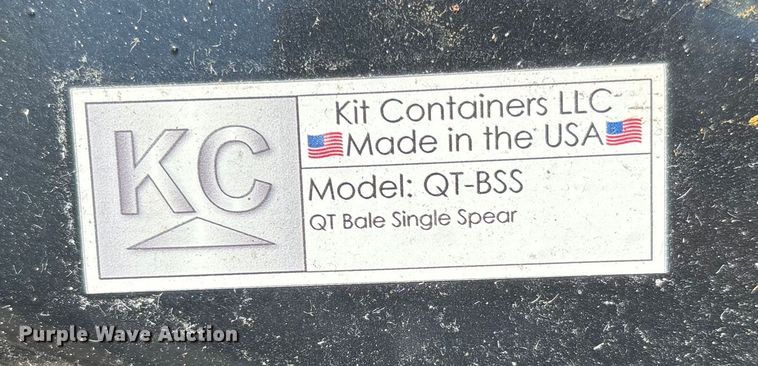 KC
Kit Containers LLC
Made in the USA
Model: QT-BSS
QT Bale Single Spear
Purple Wave Auction